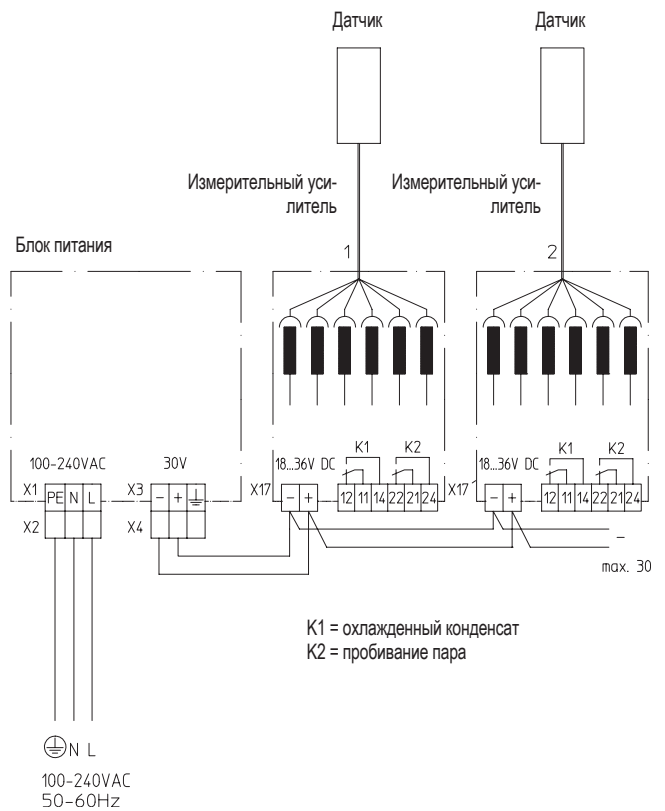 Датчик Датчик
Измерительный уси-
литель
Измерительный уси-
литель
Блок питания
1
2
100-240VAC
30V
18...36V DC
K1
K2
18...36V DC
K1
K2
X1
PE N L
X3
- +
X17
- +
12 11 14 22 21 24
X17
- +
12 11 14 22 21 24
X2
X4
-
max. 30
K1 = охлажденный конденсат
K2 = пробивание пара
N L
100-240VAC
50-60Hz